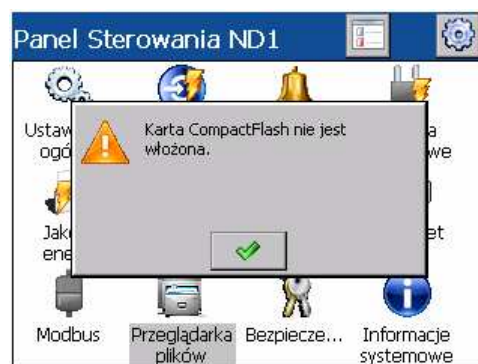 Panel Sterowania ND1
Karta CompactFlash nie jest
włożona.
Modbus
Przeglądarka
plików
Bezpiecze...
Informacje
systemowe